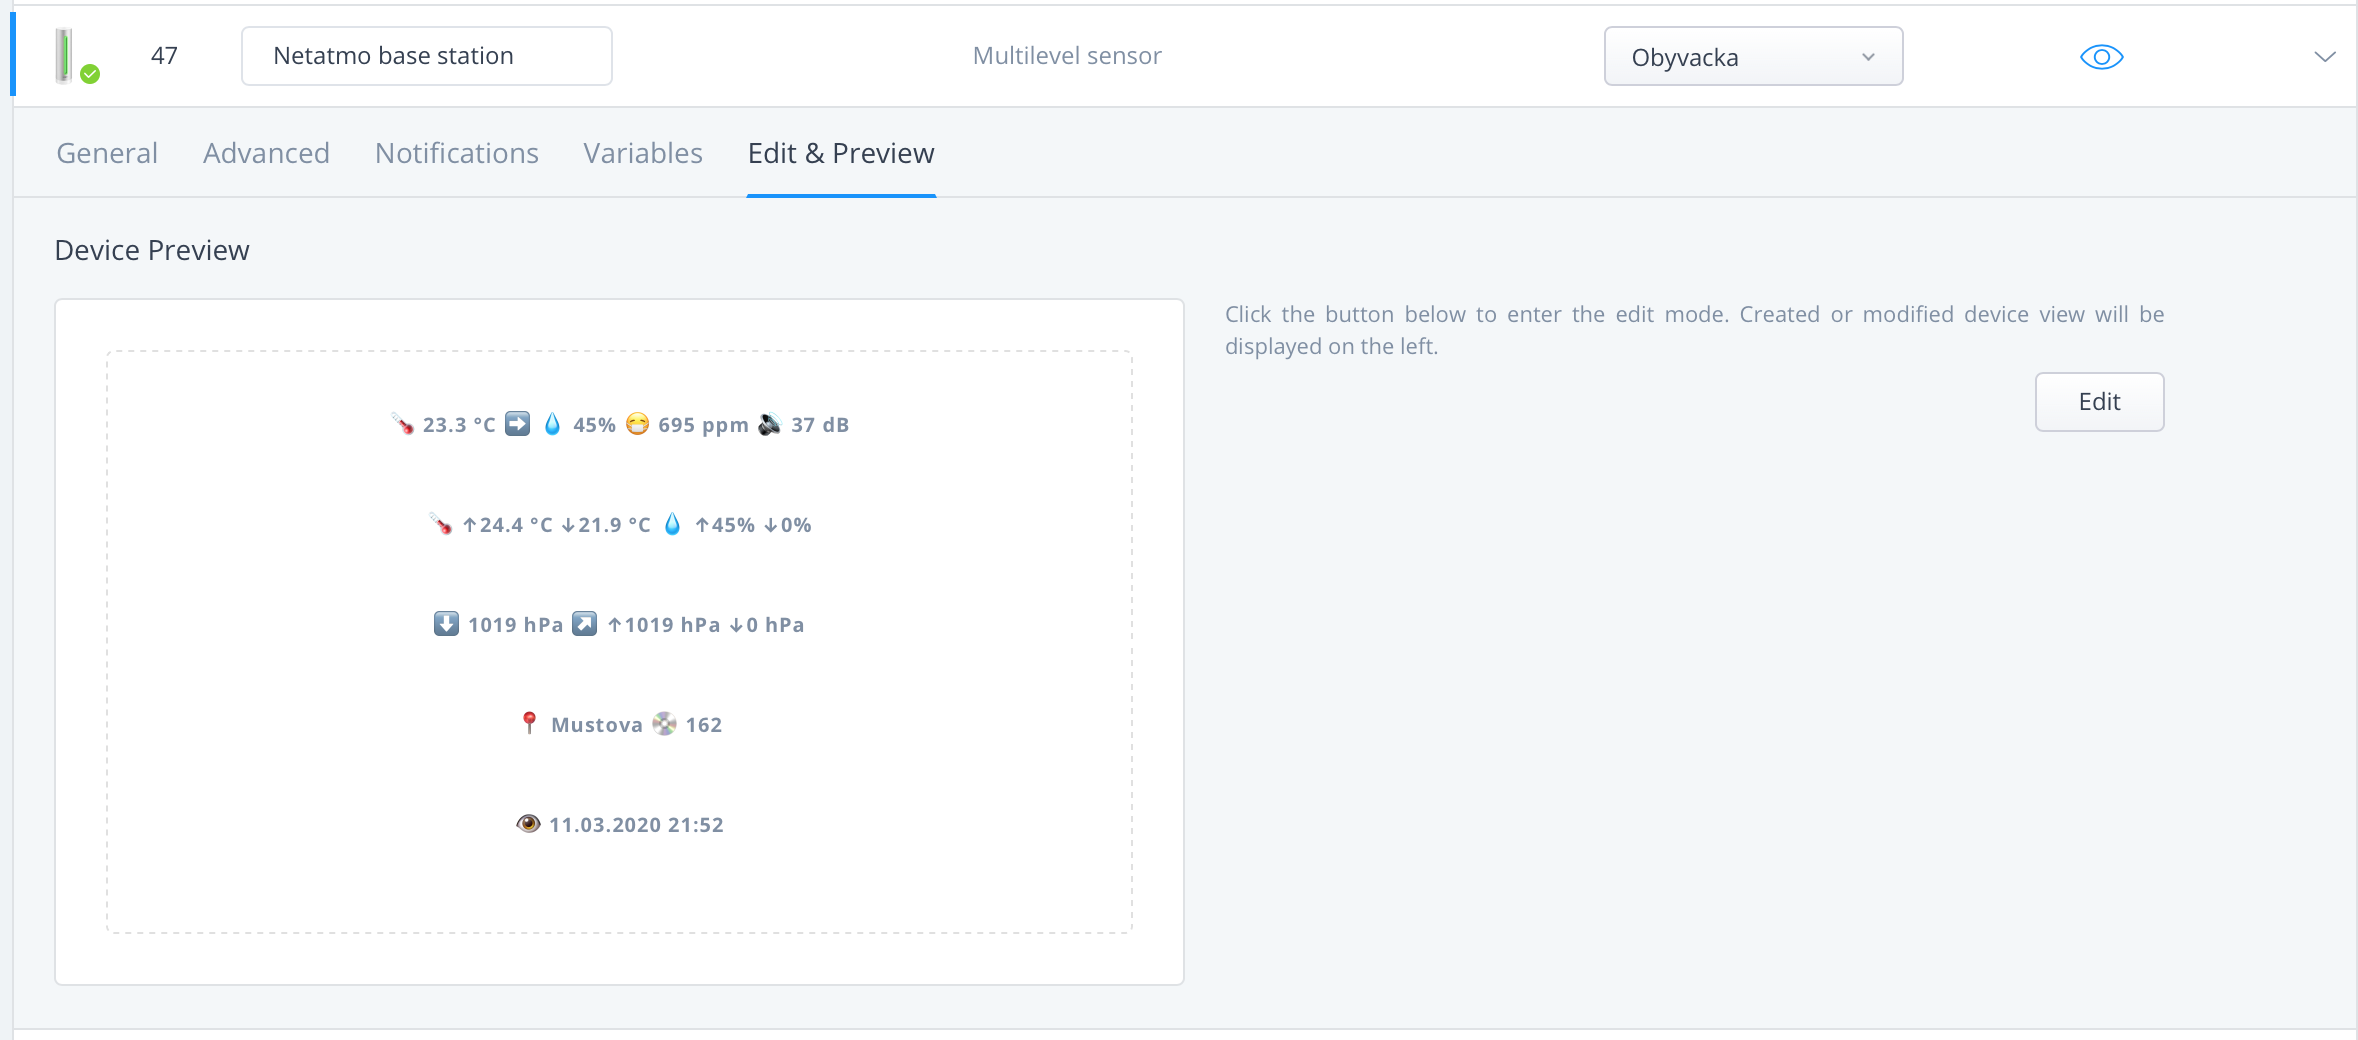 47 Netatmo base station Multilevel sensor Obyvacka
General Advanced Notifications Variables Edit & Preview
Device Preview
Click the button below to enter the edit mode. Created or modified device view will be
displayed on the left.
Edit
🌡️ 23.3 °C ➡️ 💧 45% 😷 695 ppm 🔊 37 dB
🌡️ ↑24.4 °C ↓21.9 °C 💧 ↑45% ↓0%
⬇️ 1019 hPa ↗️ ↑1019 hPa ↓0 hPa
📍 Mustova 💿 162
👁️ 11.03.2020 21:52